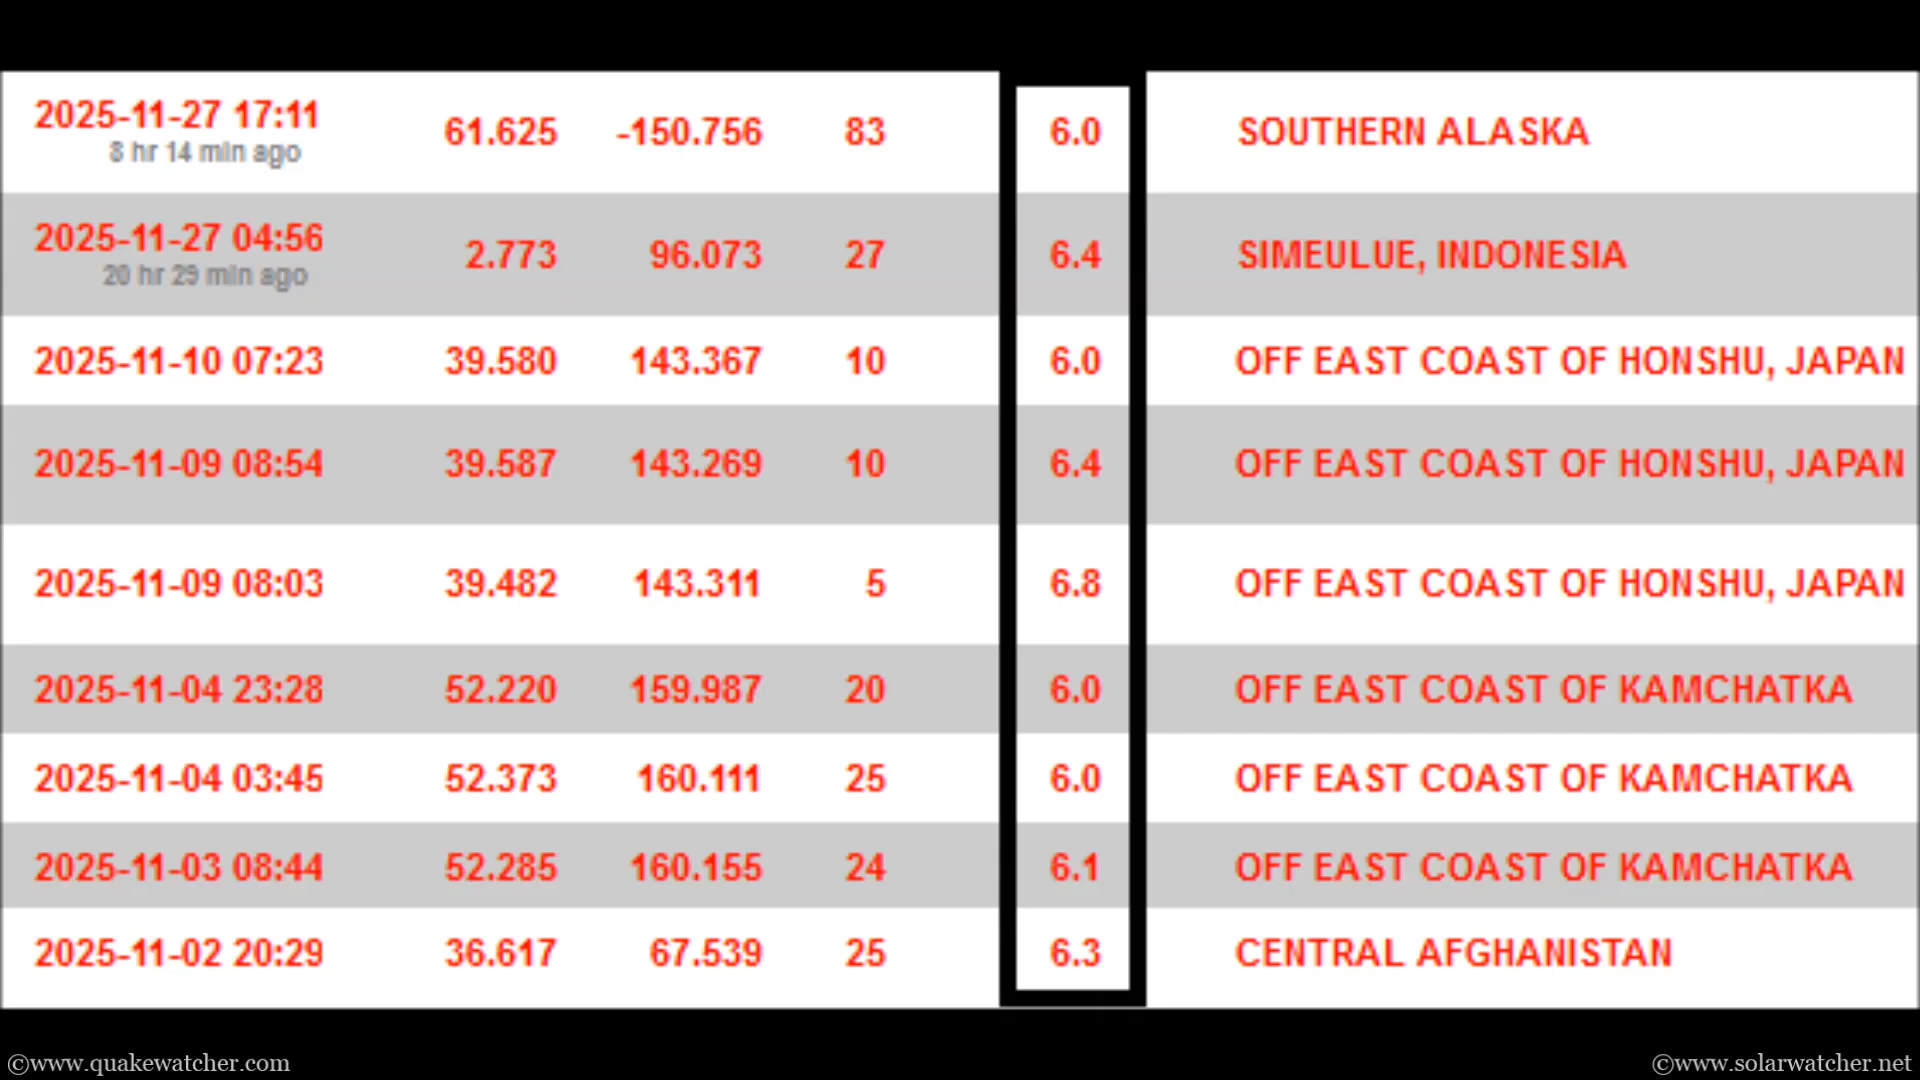 2025-11-27 17:11 61.625 -150.756 83 6.0 SOUTHERN ALASKA
8 hr 14 min ago
2025-11-27 04:56 2.773 96.073 27 6.4 SIMEULUE, INDONESIA
20 hr 29 min ago
2025-11-10 07:23 39.580 143.367 10 6.0 OFF EAST COAST OF HONSHU, JAPAN
2025-11-09 08:54 39.587 143.269 10 6.4 OFF EAST COAST OF HONSHU, JAPAN
2025-11-09 08:03 39.482 143.311 5 6.8 OFF EAST COAST OF HONSHU, JAPAN
2025-11-04 23:28 52.220 159.987 20 6.0 OFF EAST COAST OF KAMCHATKA
2025-11-04 03:45 52.373 160.111 25 6.0 OFF EAST COAST OF KAMCHATKA
2025-11-03 08:44 52.285 160.155 24 6.1 OFF EAST COAST OF KAMCHATKA
2025-11-02 20:29 36.617 67.539 25 6.3 CENTRAL AFGHANISTAN
©www.quakewatcher.com
©www.solarwatcher.net